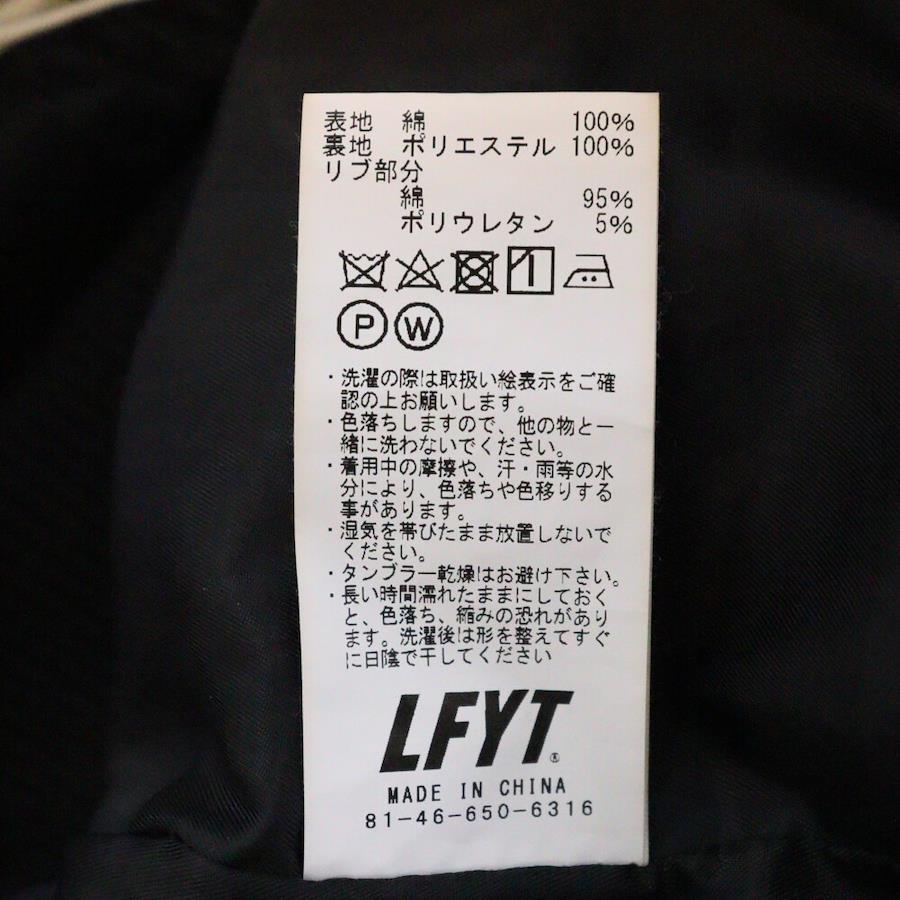 表地 綿 100%
裏地 ポリエステル 100%
リブ部分
綿 95%
ポリウレタン 5%
P W
・洗濯の際は取扱い絵表示をご確
認の上お願いします。
・色落ちしますので、他の物と一
緒に洗わないでください。
・着用中の摩擦や、汗・雨等の水
分により、色落ちや色移りする
事があります。
・湿気を帯びたまま放置しないで
ください。
・タンブラー乾燥はお避け下さい。
・長い時間濡れたままにしておく
と、色落ち、縮みの恐れがあり
ます。洗濯後は形を整えてすぐ
に日陰で干してください
LFYT®
MADE IN CHINA
81-46-650-6316